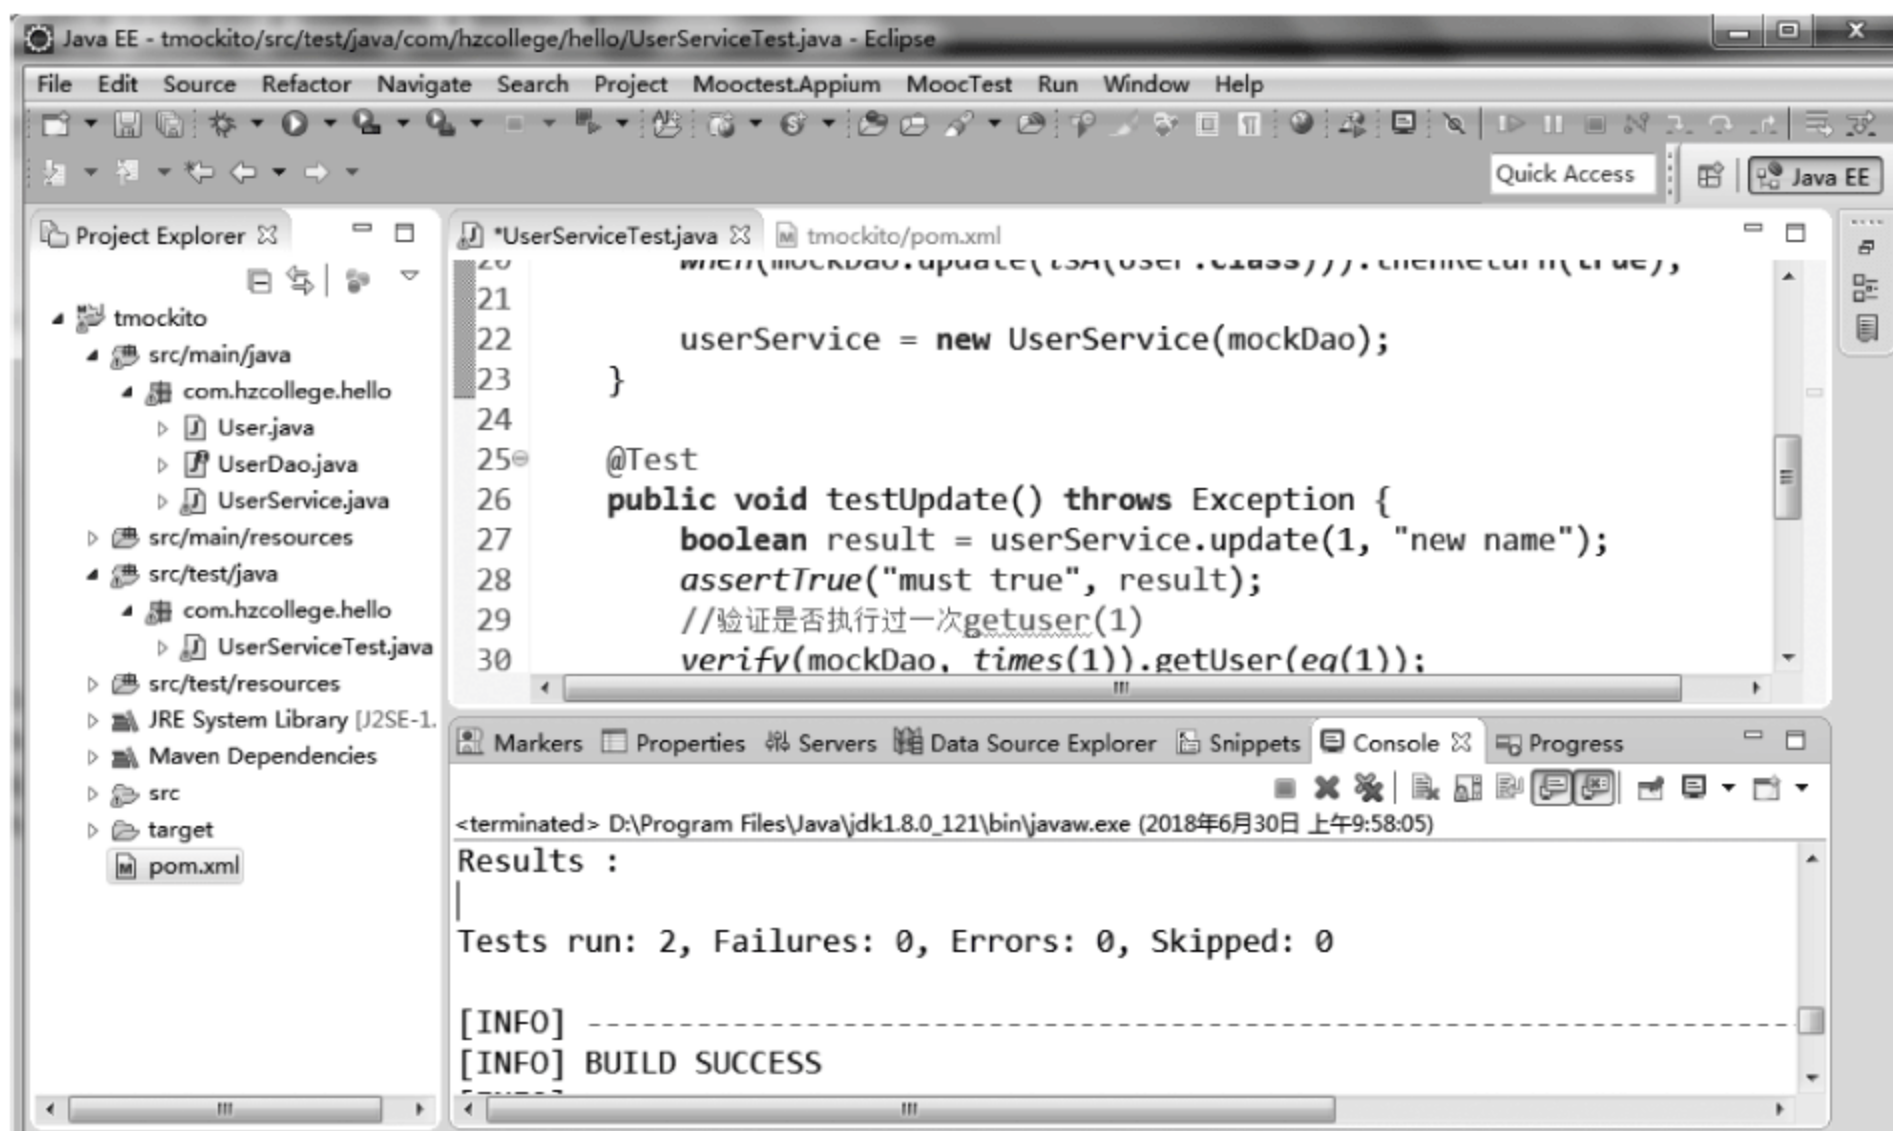 Java EE - tmockito/src/test/java/com/hzcollege/hello/UserServiceTest.java - Eclipse
File Edit Source Refactor Navigate Search Project Mooctest.Appium MoocTest Run Window Help
Quick Access
Java EE
Project Explorer
tmockito
src/main/java
com.hzcollege.hello
User.java
UserDao.java
UserService.java
src/main/resources
src/test/java
com.hzcollege.hello
UserServiceTest.java
src/test/resources
JRE System Library [J2SE-1.
Maven Dependencies
src
target
pom.xml
*UserServiceTest.java tmockito/pom.xml
20 when(mockDao.update(isA(User.class))).thenReturn(true);
21
22 userService = new UserService(mockDao);
23 }
24
25 @Test
26 public void testUpdate() throws Exception {
27 boolean result = userService.update(1, "new name");
28 assertTrue("must true", result);
29 //验证是否执行过一次getuser(1)
30 verify(mockDao, times(1)).getUser(eq(1));
Markers Properties Servers Data Source Explorer Snippets Console Progress
<terminated> D:\Program Files\Java\jdk1.8.0_121\bin\javaw.exe (2018年6月30日 上午9:58:05)
Results :
Tests run: 2, Failures: 0, Errors: 0, Skipped: 0
[INFO] ------------------------------------------------------------------------
[INFO] BUILD SUCCESS